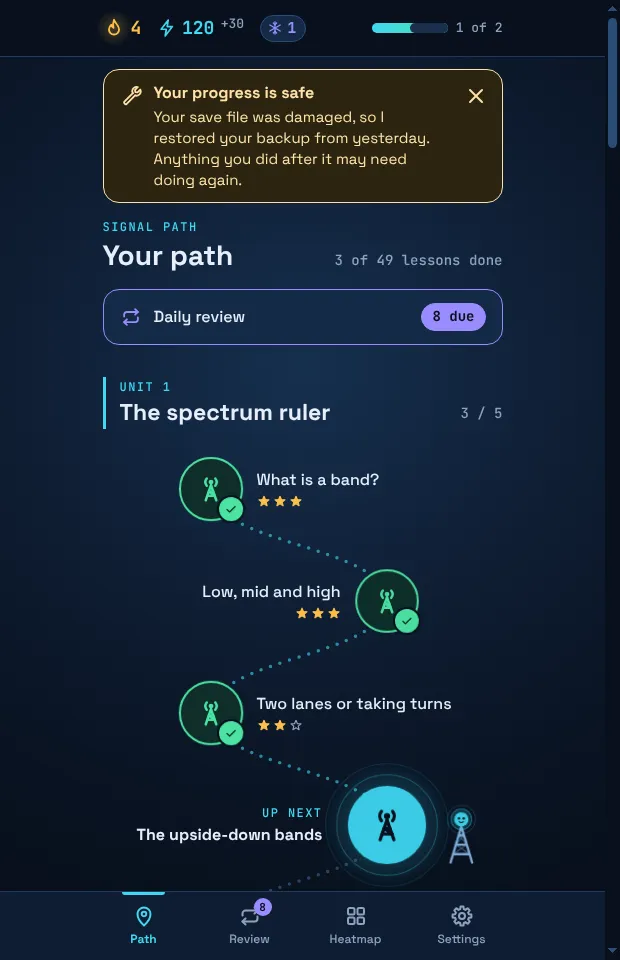 4 120 +30 1 1 of 2
Your progress is safe
Your save file was damaged, so I
restored your backup from yesterday.
Anything you did after it may need
doing again.
SIGNAL PATH
Your path 3 of 49 lessons done
Daily review 8 due
UNIT 1
The spectrum ruler 3 / 5
What is a band?
Low, mid and high
Two lanes or taking turns
UP NEXT
The upside-down bands
8
Path Review Heatmap Settings